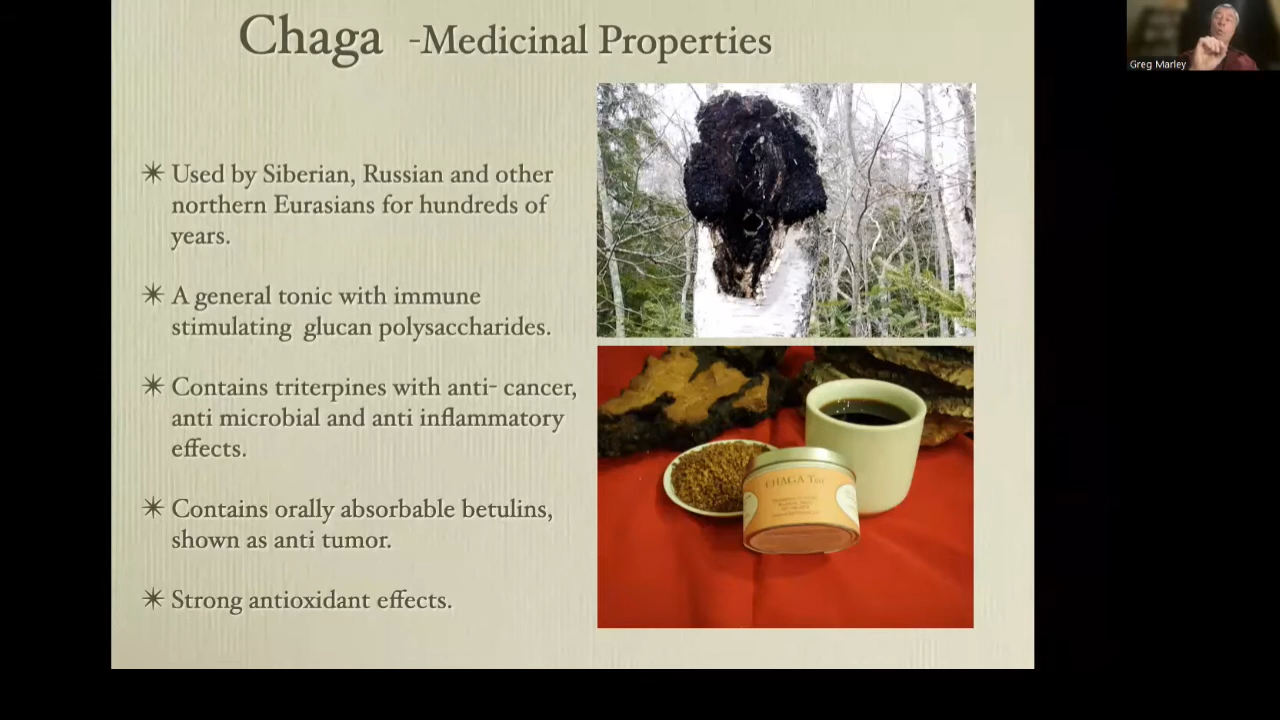 Chaga -Medicinal Properties
Greg Marley
✴ Used by Siberian, Russian and other
northern Eurasians for hundreds of
years.
✴ A general tonic with immune
stimulating glucan polysaccharides.
✴ Contains triterpines with anti- cancer,
anti microbial and anti inflammatory
effects.
✴ Contains orally absorbable betulins,
shown as anti tumor.
✴ Strong antioxidant effects.
CHAGA